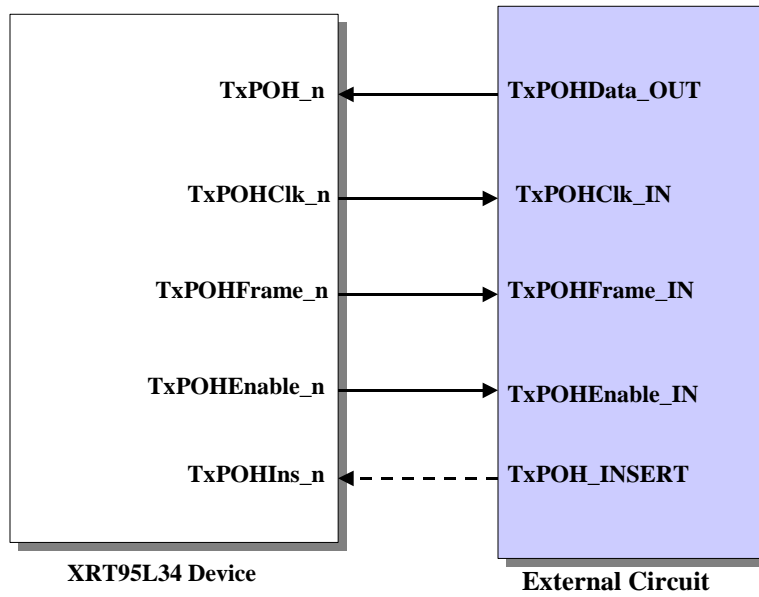 TxPOH_n TxPOHData_OUT
TxPOHClk_n TxPOHClk_IN
TxPOHFrame_n TxPOHFrame_IN
TxPOHEnable_n TxPOHEnable_IN
TxPOHIns_n TxPOH_INSERT
XRT95L34 Device
External Circuit